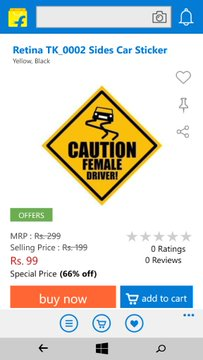 Retina TK_0002 Sides Car Sticker
Yellow, Black
CAUTION
FEMALE
DRIVER!
OFFERS
MRP : Rs. 299
Selling Price : Rs. 199
Rs. 99
Special Price (66% off)
0 Ratings
0 Reviews
buy now
add to cart